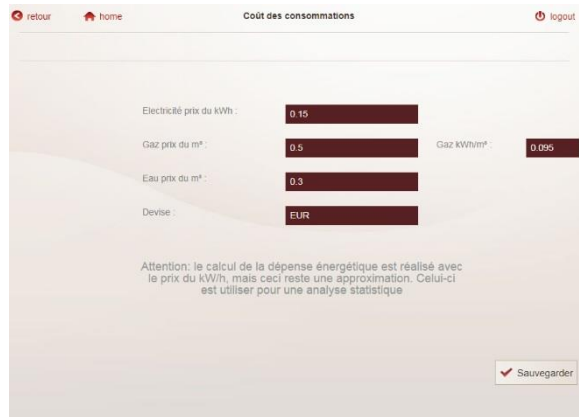 retour home Coût des consommations logout
Electricité prix du kWh : 0.15
Gaz prix du m³ : 0.5 Gaz kWh/m³ : 0.095
Eau prix du m³ : 0.3
Devise : EUR
Attention: le calcul de la dépense énergétique est réalisé avec
le prix du kW/h, mais ceci reste une approximation. Celui-ci
est utiliser pour une analyse statistique
Sauvegarder